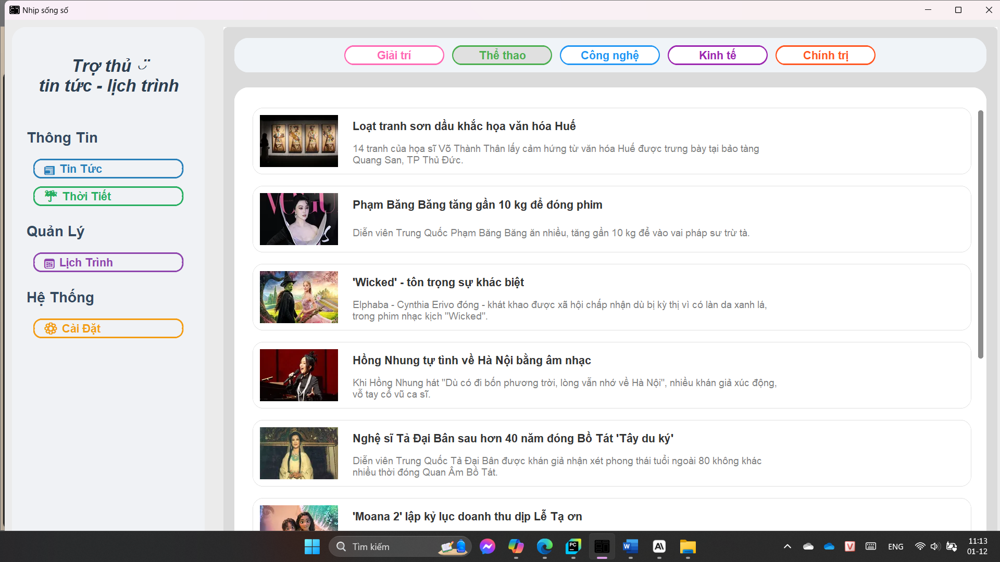 Nhịp sống số
Trợ thủ
tin tức - lịch trình
Thông Tin
Tin Tức
Thời Tiết
Quản Lý
Lịch Trình
Hệ Thống
Cài Đặt
Giải trí
Thể thao
Công nghệ
Kinh tế
Chính trị
Loạt tranh sơn dầu khắc họa văn hóa Huế
14 tranh của họa sĩ Võ Thành Thân lấy cảm hứng từ văn hóa Huế được trưng bày tại bảo tàng
Quang San, TP Thủ Đức.
Phạm Băng Băng tăng gần 10 kg để đóng phim
Diễn viên Trung Quốc Phạm Băng Băng ăn nhiều, tăng gần 10 kg để vào vai pháp sư trừ tà.
'Wicked' - tôn trọng sự khác biệt
Elphaba - Cynthia Erivo đóng - khát khao được xã hội chấp nhận dù bị kỳ thị vì có làn da xanh lá,
trong phim nhạc kịch "Wicked".
Hồng Nhung tự tình về Hà Nội bằng âm nhạc
Khi Hồng Nhung hát "Dù có đi bốn phương trời, lòng vẫn nhớ về Hà Nội", nhiều khán giả xúc động,
vỗ tay cổ vũ ca sĩ.
Nghệ sĩ Tả Đại Bân sau hơn 40 năm đóng Bồ Tát 'Tây du ký'
Diễn viên Trung Quốc Tả Đại Bân được khán giả nhận xét phong thái tuổi ngoài 80 không khác
nhiều thời đóng Quan Âm Bồ Tát.
'Moana 2' lập kỷ lục doanh thu dịp Lễ Tạ ơn
Tìm kiếm
ENG
11:13
01-12